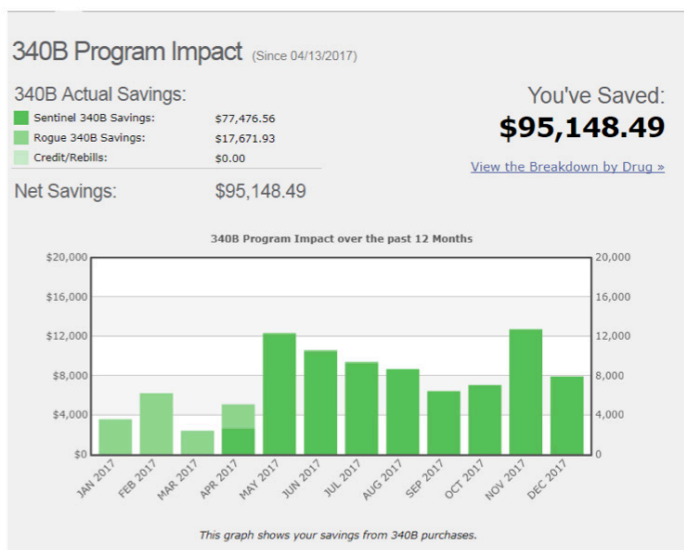 340B Program Impact (Since 04/13/2017)
340B Actual Savings:
Sentinel 340B Savings: $77,476.56
Rogue 340B Savings: $17,671.93
Credit/Rebills: $0.00
Net Savings: $95,148.49
You've Saved:
$95,148.49
View the Breakdown by Drug »
340B Program Impact over the past 12 Months
$20,000 20,000
$16,000 16,000
$12,000 12,000
$8,000 8,000
$4,000 4,000
$0 0
JAN 2017 FEB 2017 MAR 2017 APR 2017 MAY 2017 JUN 2017 JUL 2017 AUG 2017 SEP 2017 OCT 2017 NOV 2017 DEC 2017
This graph shows your savings from 340B purchases.